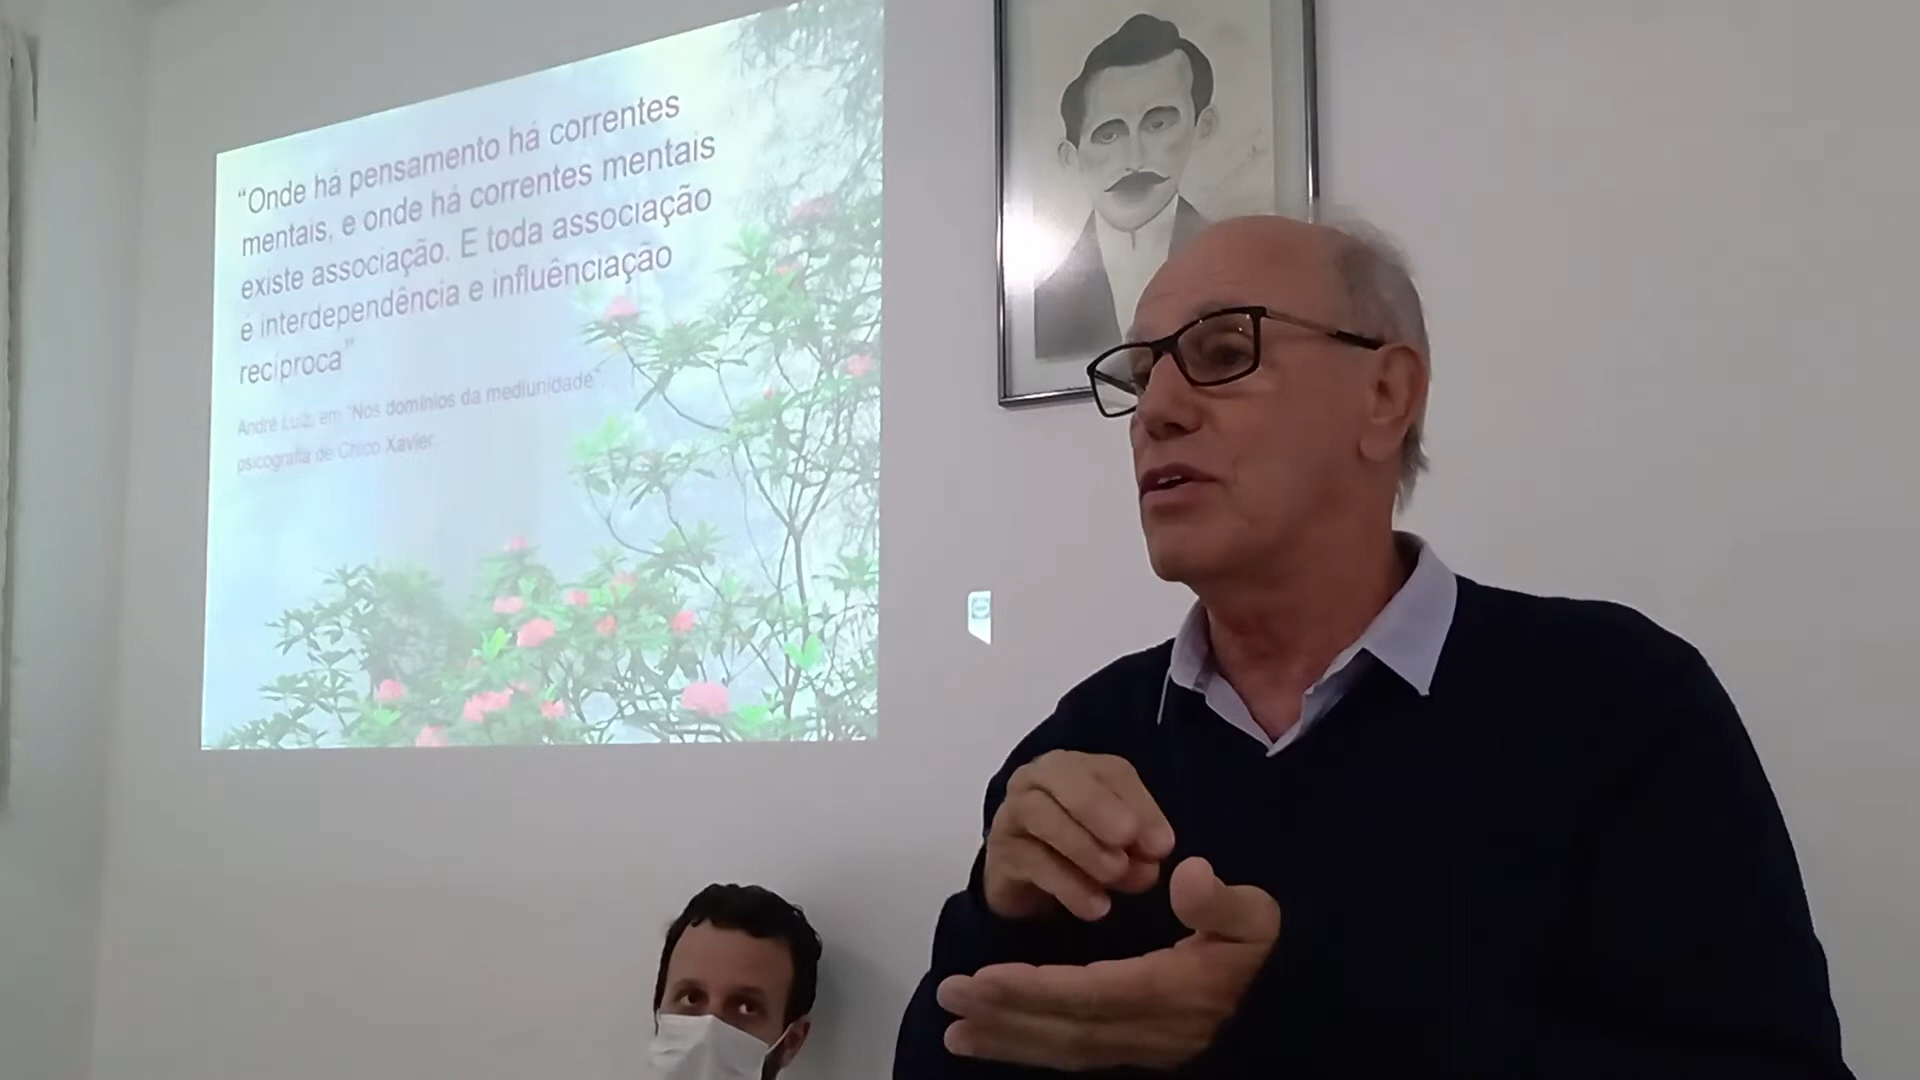 “Onde há pensamento há correntes
mentais, e onde há correntes mentais
existe associação. E toda associação
é interdependência e influênciação
recíproca”
André Luiz, em “Nos domínios da mediunidade”,
psicografia de Chico Xavier.